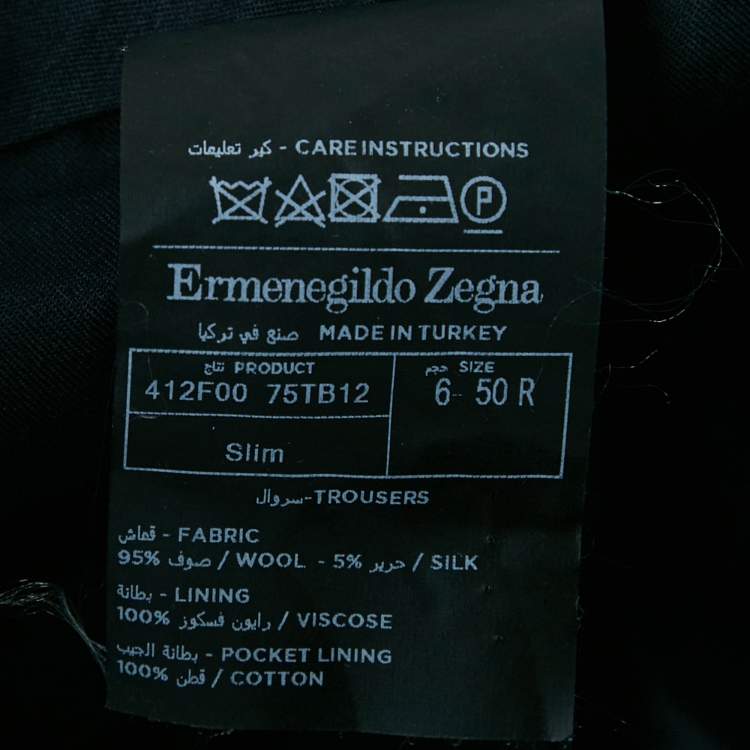 كير تعليمات - CARE INSTRUCTIONS
P
Ermenegildo Zegna
صنع في تركيا MADE IN TURKEY
نتاج PRODUCT
412F00 75TB12
Slim
حجم SIZE
6 50 R
سروال-TROUSERS
قماش - FABRIC
95% صوف / WOOL - 5% حرير / SILK
بطانة - LINING
100% رايون فسكوز / VISCOSE
بطانة الجيب - POCKET LINING
100% قطن / COTTON